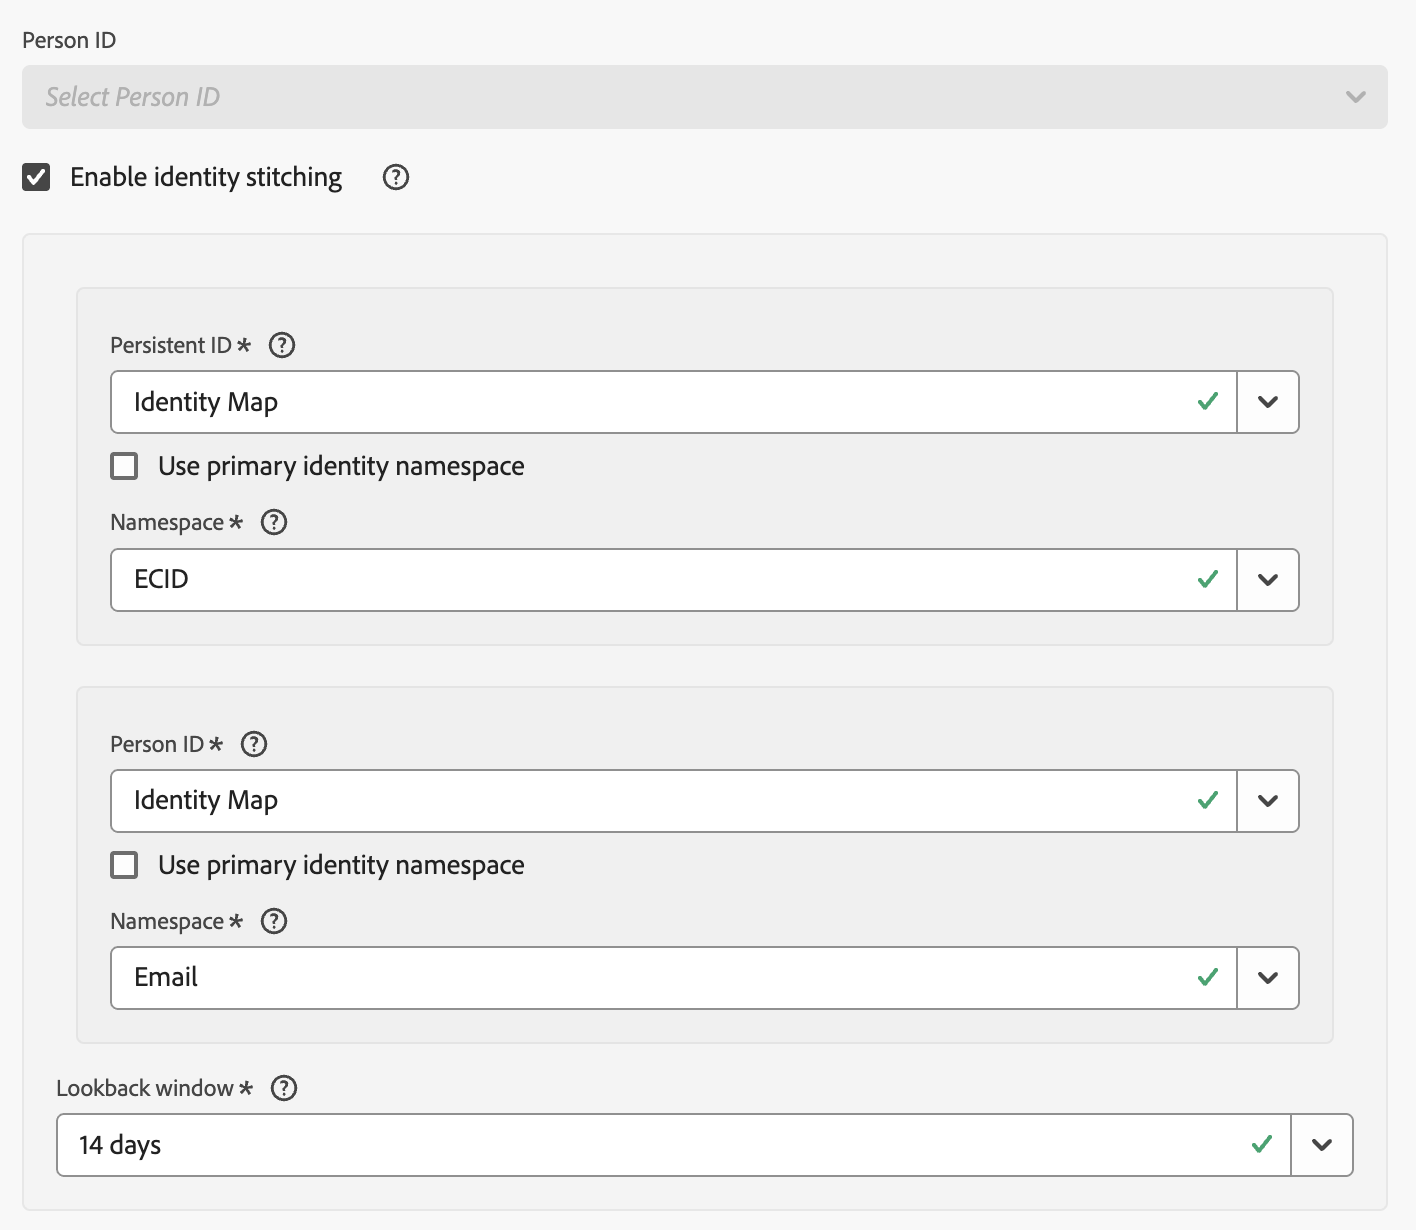 Person ID
Select Person ID
Enable identity stitching
Persistent ID *
Identity Map
Use primary identity namespace
Namespace *
ECID
Person ID *
Identity Map
Use primary identity namespace
Namespace *
Email
Lookback window *
14 days